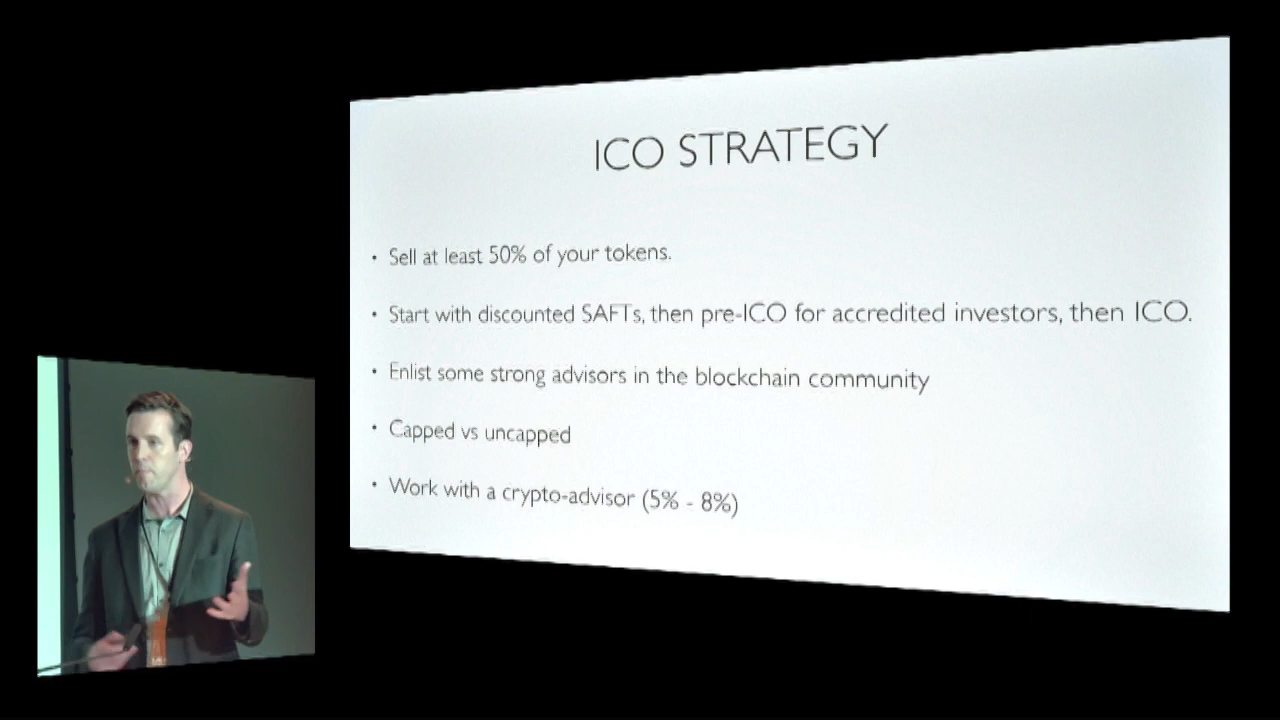 ICO STRATEGY
• Sell at least 50% of your tokens.
• Start with discounted SAFTs, then pre-ICO for accredited investors, then ICO.
• Enlist some strong advisors in the blockchain community
• Capped vs uncapped
• Work with a crypto-advisor (5% - 8%)